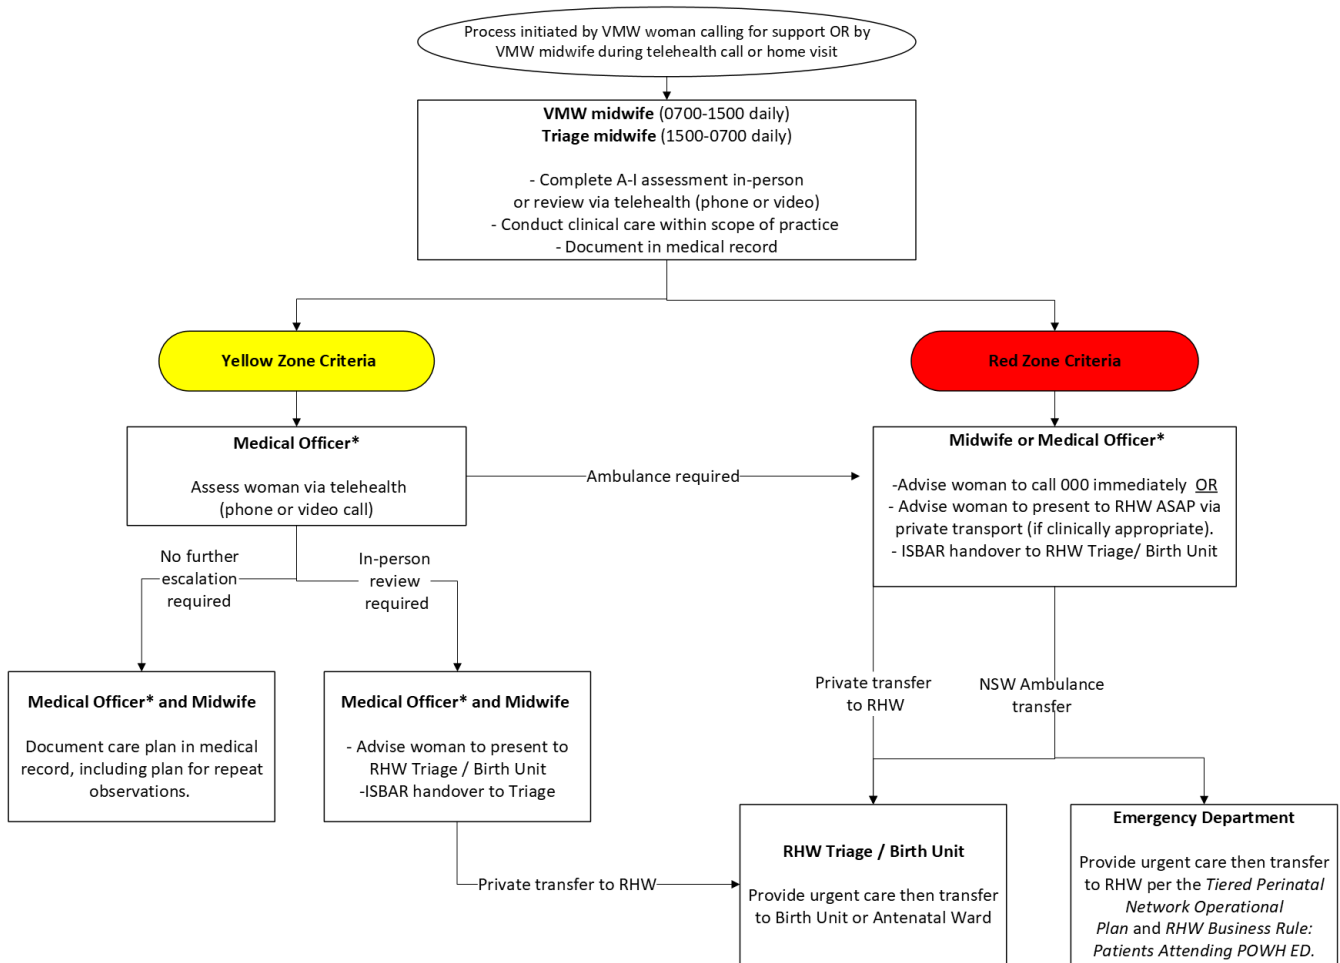 Process initiated by VMW woman calling for support OR by
VMW midwife during telehealth call or home visit
VMW midwife (0700-1500 daily)
Triage midwife (1500-0700 daily)
- Complete A-I assessment in-person
or review via telehealth (phone or video)
- Conduct clinical care within scope of practice
- Document in medical record
Yellow Zone Criteria
Red Zone Criteria
Medical Officer*
Assess woman via telehealth
(phone or video call)
Ambulance required
Midwife or Medical Officer*
-Advise woman to call 000 immediately OR
- Advise woman to present to RHW ASAP via
private transport (if clinically appropriate).
- ISBAR handover to RHW Triage/ Birth Unit
No further
escalation
required
In-person
review
required
Medical Officer* and Midwife
Document care plan in medical
record, including plan for repeat
observations.
Medical Officer* and Midwife
- Advise woman to present to
RHW Triage / Birth Unit
-ISBAR handover to Triage
Private transfer
to RHW
NSW Ambulance
transfer
Private transfer to RHW
RHW Triage / Birth Unit
Provide urgent care then transfer
to Birth Unit or Antenatal Ward
Emergency Department
Provide urgent care then transfer
to RHW per the Tiered Perinatal
Network Operational
Plan and RHW Business Rule:
Patients Attending POWH ED.